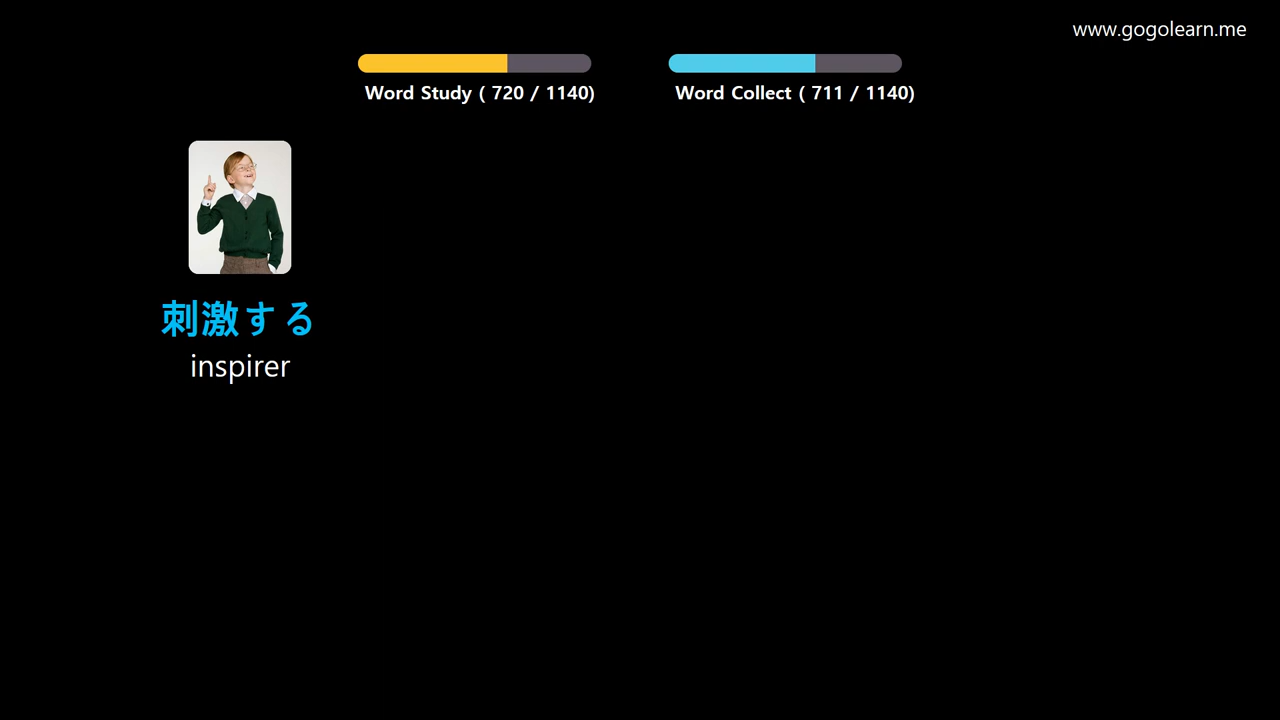 www.gogolearn.me
Word Study ( 720 / 1140)
Word Collect ( 711 / 1140)
刺激する
inspirer